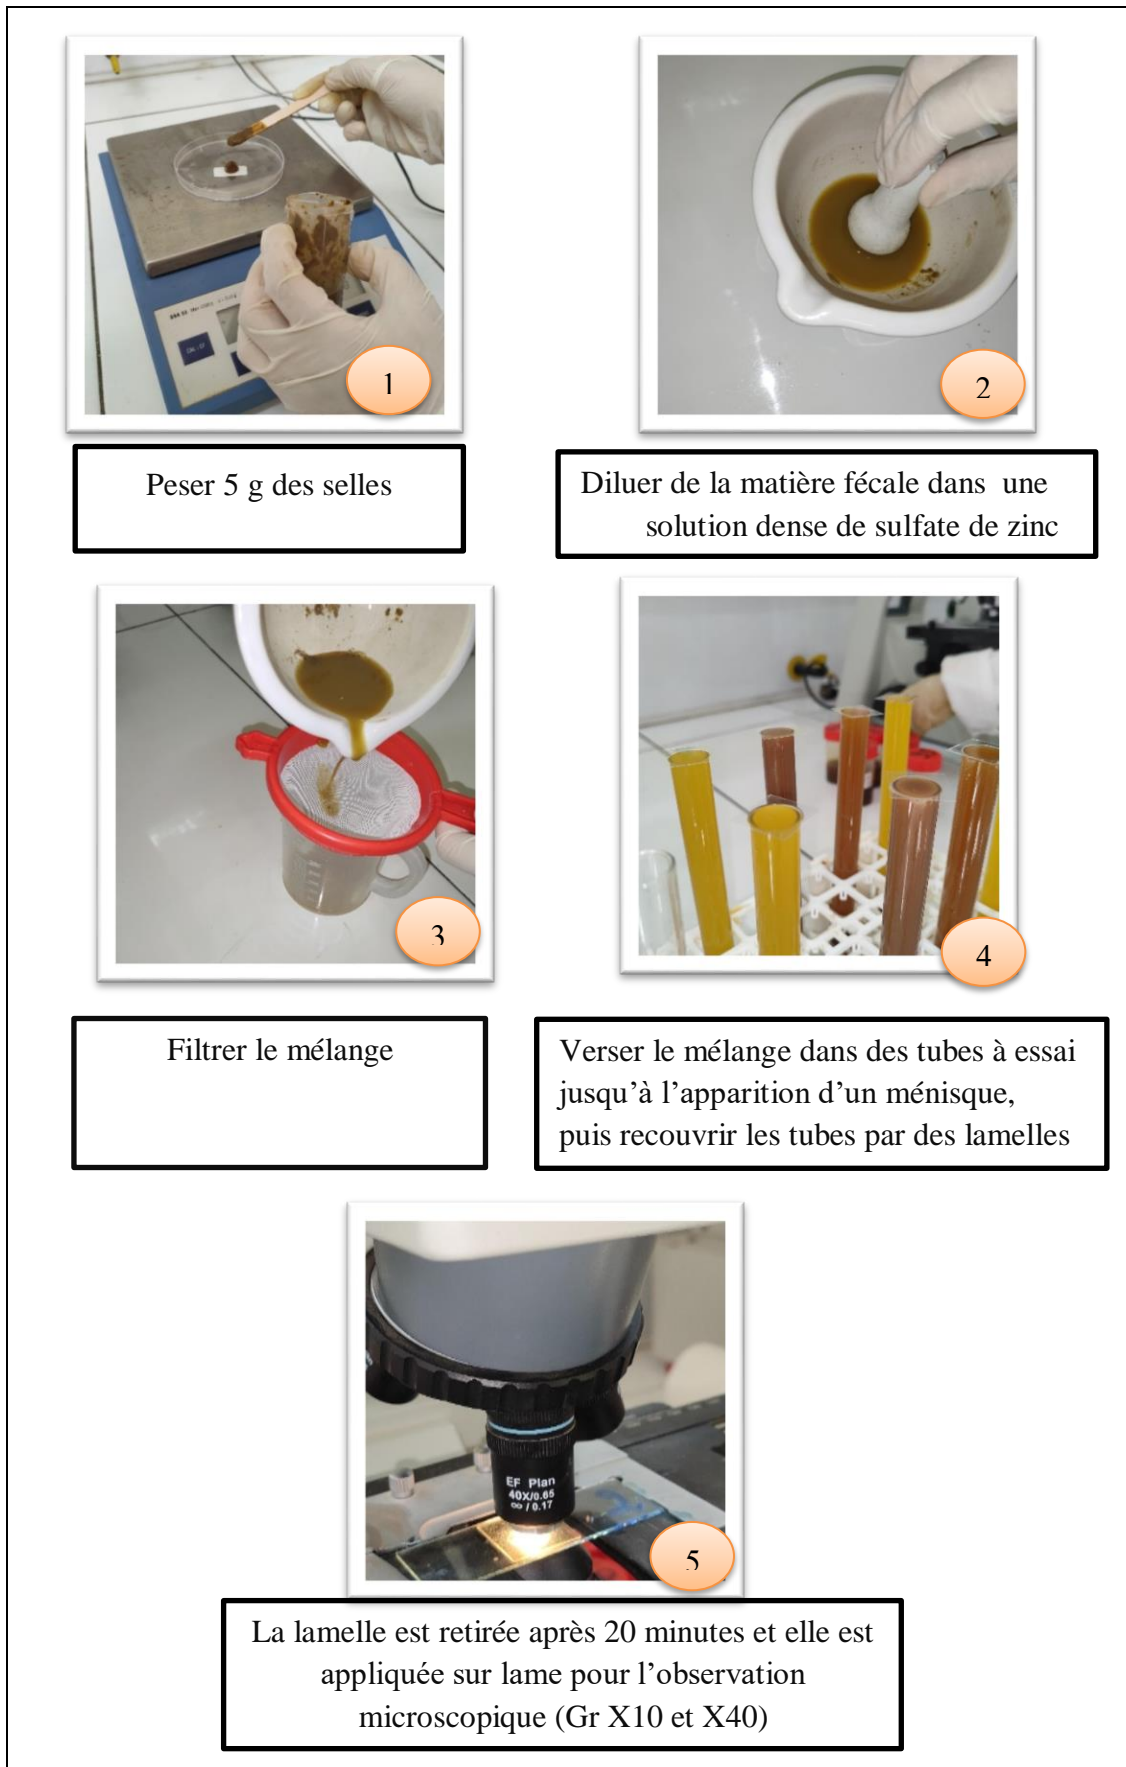 1
Peser 5 g des selles
2
Diluer de la matière fécale dans une
solution dense de sulfate de zinc
3
Filtrer le mélange
4
Verser le mélange dans des tubes à essai
jusqu’à l’apparition d’un ménisque,
puis recouvrir les tubes par des lamelles
EF Plan
40X/0.65
∞/0.17
5
La lamelle est retirée après 20 minutes et elle est
appliquée sur lame pour l’observation
microscopique (Gr X10 et X40)